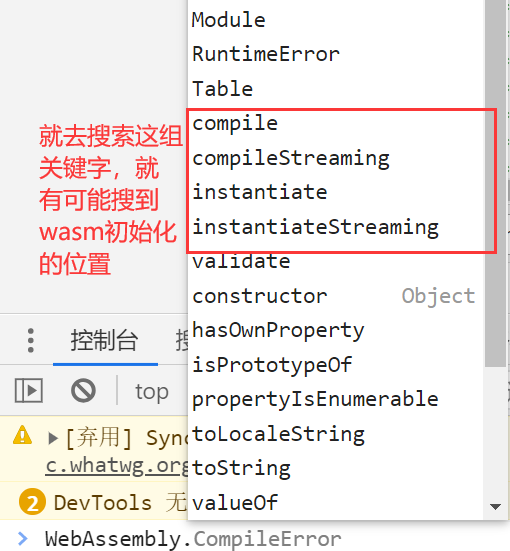 Module
RuntimeError
Table
compile
compileStreaming
instantiate
instantiateStreaming
validate
constructor Object
hasOwnProperty
isPrototypeOf
propertyIsEnumerable
toLocaleString
toString
valueOf
就去搜索这组
关键字，就
有可能搜到
wasm初始化
的位置
控制台
top
[弃用] Sync
c.whatwg.org
2 DevTools 无
WebAssembly.CompileError